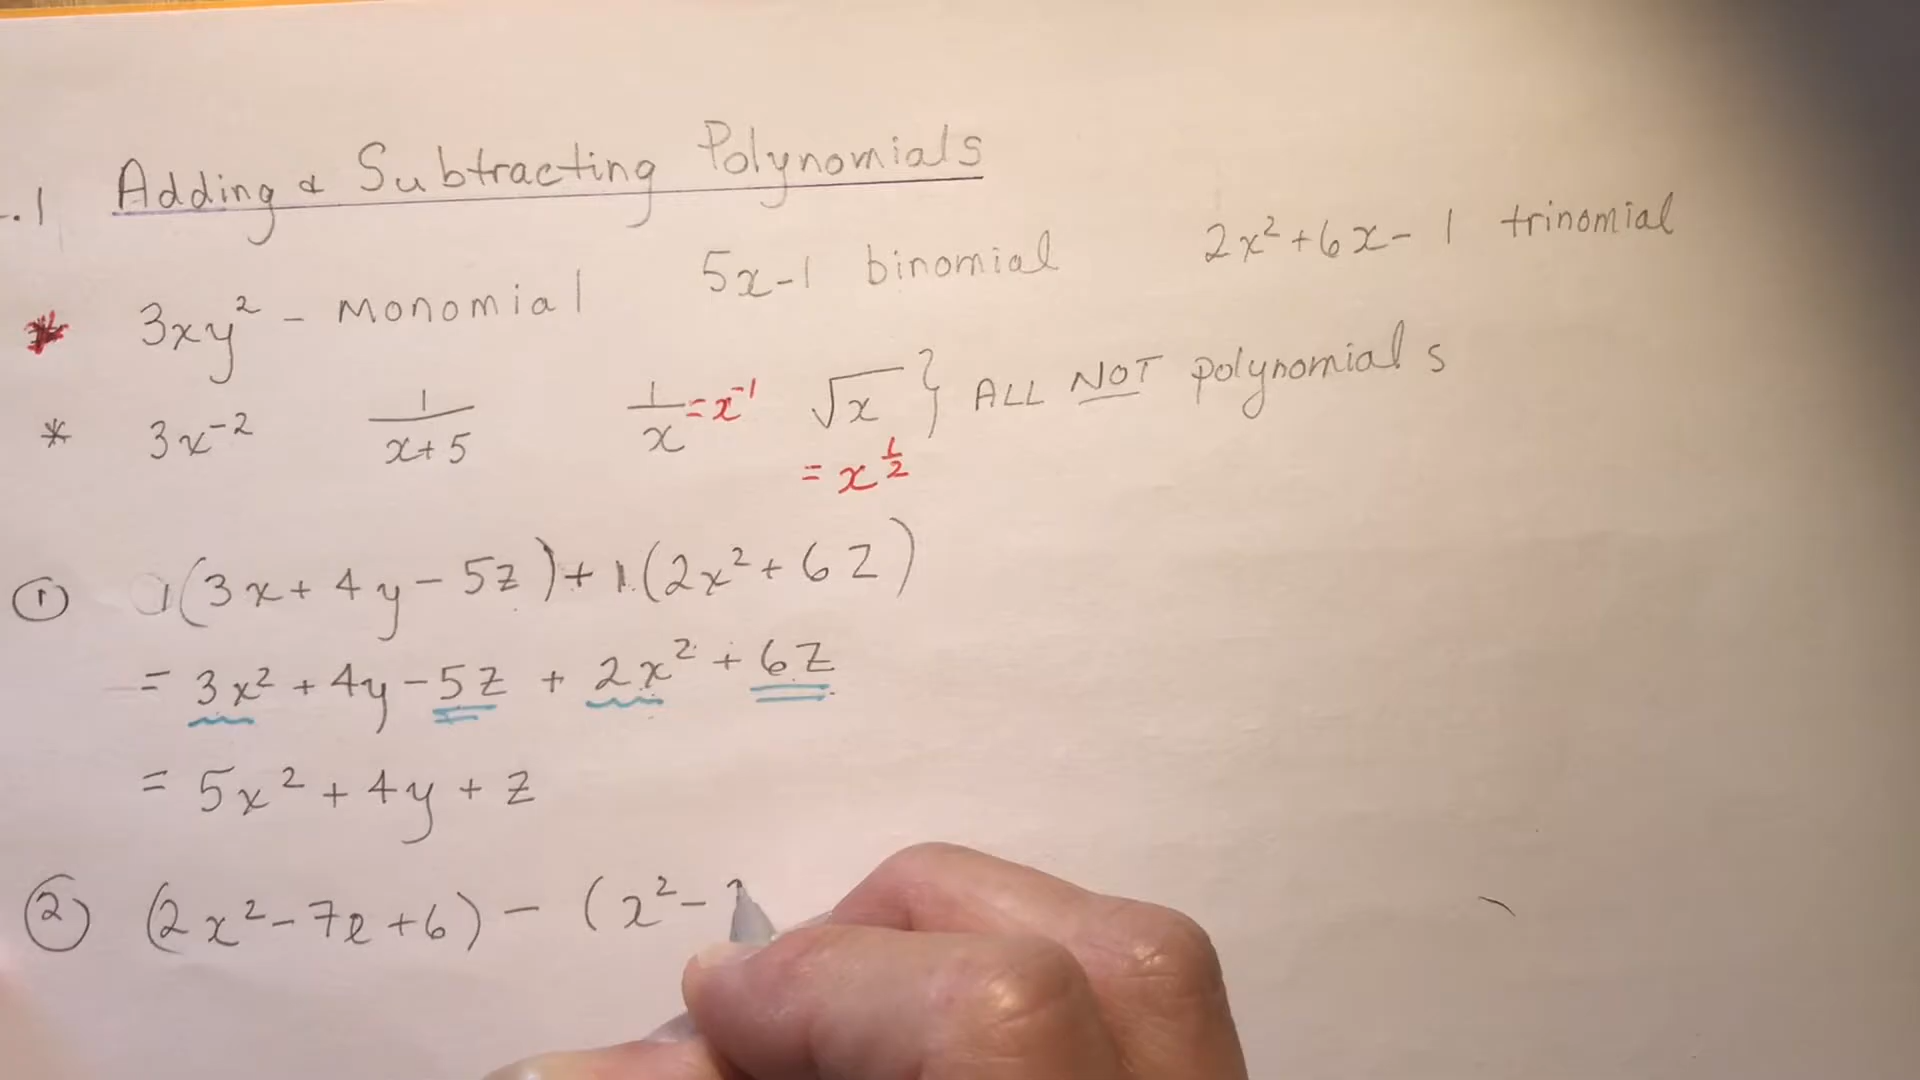 .1 Adding & Subtracting Polynomials
* 3xy² - Monomial 5x-1 binomial 2x²+6x-1 trinomial
* 3x⁻² 1/(x+5) 1/x = x⁻¹ √x } ALL NOT polynomials
= x^(1/2)
① 1(3x+4y-5z)+1(2x²+6z)
= 3x²+4y-5z + 2x²+6z
= 5x²+4y+z
② (2x²-7x+6) - (x²-